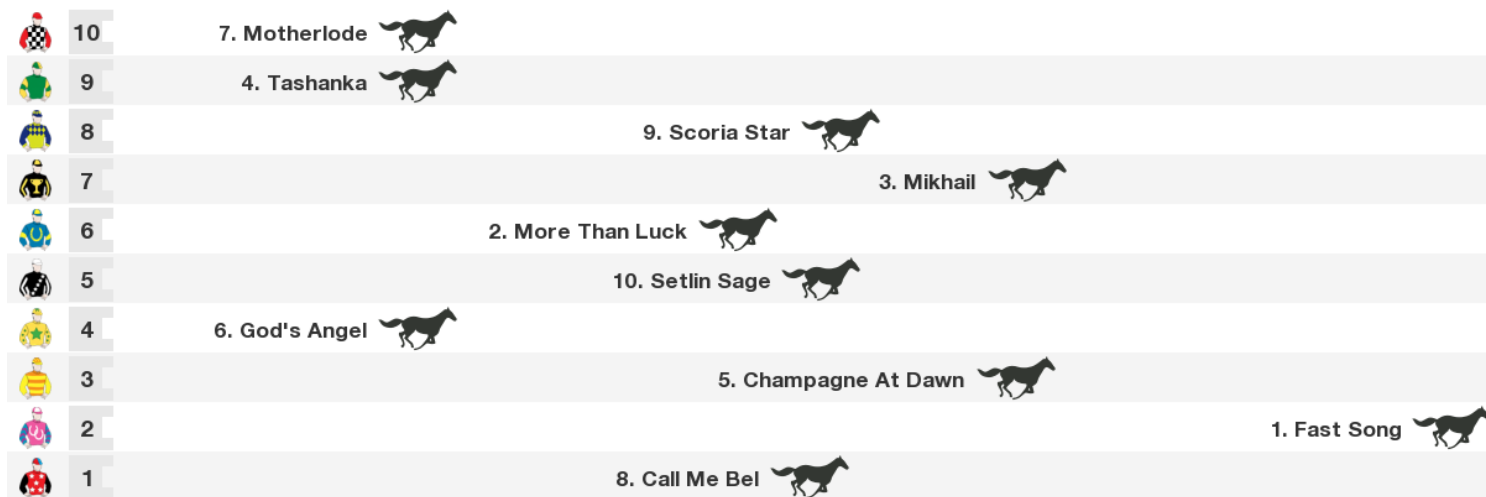 10 7. Motherlode
9 4. Tashanka
8 9. Scoria Star
7 3. Mikhail
6 2. More Than Luck
5 10. Setlin Sage
4 6. God's Angel
3 5. Champagne At Dawn
2 1. Fast Song
1 8. Call Me Bel